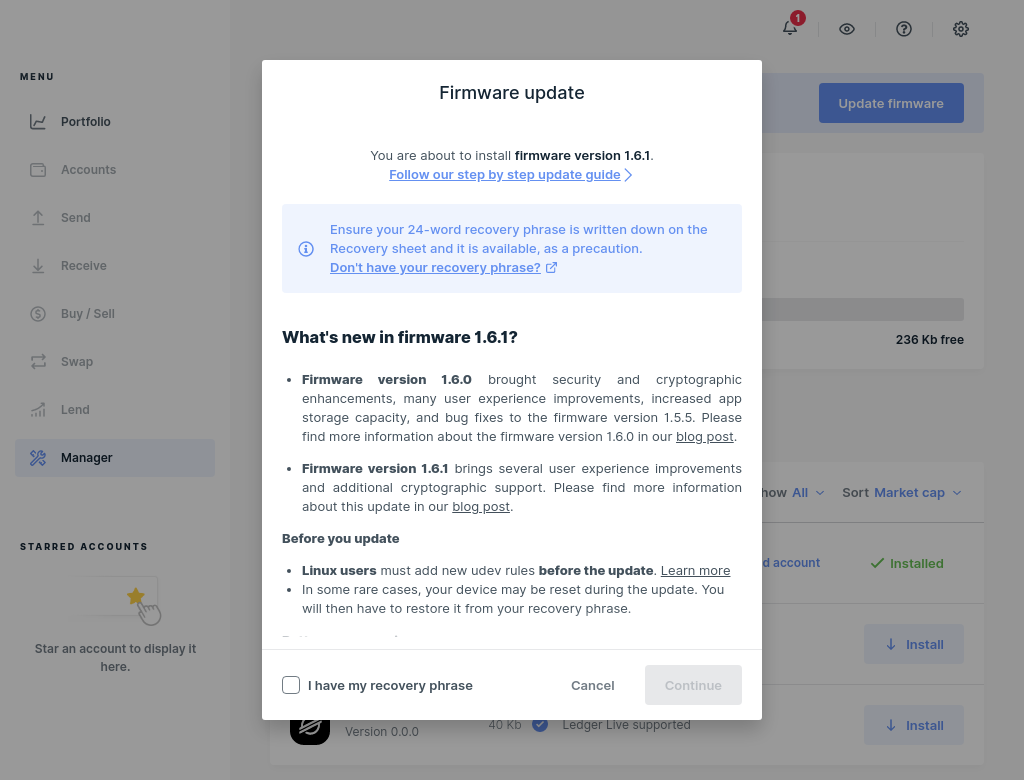 1
MENU
Portfolio
Accounts
Send
Receive
Buy / Sell
Swap
Lend
Manager
STARRED ACCOUNTS
Star an account to display it
here.
Update firmware
236 Kb free
All
Sort Market cap
account
Installed
Install
Install
Version 0.0.0
40 Kb
Ledger Live supported
Firmware update
You are about to install firmware version 1.6.1.
Follow our step by step update guide
Ensure your 24-word recovery phrase is written down on the
Recovery sheet and it is available, as a precaution.
Don't have your recovery phrase?
What's new in firmware 1.6.1?
• Firmware version 1.6.0 brought security and cryptographic
enhancements, many user experience improvements, increased app
storage capacity, and bug fixes to the firmware version 1.5.5. Please
find more information about the firmware version 1.6.0 in our blog post.
• Firmware version 1.6.1 brings several user experience improvements
and additional cryptographic support. Please find more information
about this update in our blog post.
Before you update
• Linux users must add new udev rules before the update. Learn more
• In some rare cases, your device may be reset during the update. You
will then have to restore it from your recovery phrase.
I have my recovery phrase
Cancel
Continue